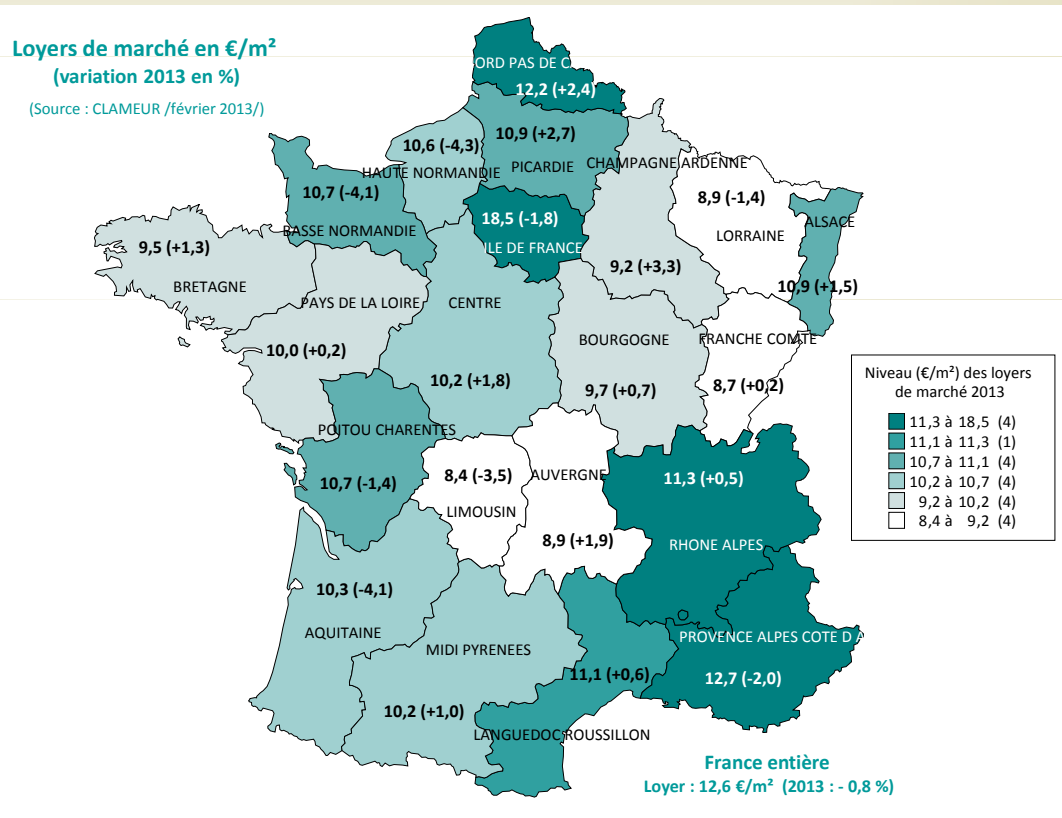 Loyers de marché en €/m²
(variation 2013 en %)
(Source : CLAMEUR /février 2013/)
ORD PAS DE C
12,2 (+2,4)
10,9 (+2,7)
PICARDIE
10,6 (-4,3)
HAUTE NORMANDIE
CHAMPAGNE ARDENNE
9,2 (+3,3)
10,7 (-4,1)
BASSE NORMANDIE
18,5 (-1,8)
ILE DE FRANCE
8,9 (-1,4)
LORRAINE
ALSACE
10,9 (+1,5)
9,5 (+1,3)
BRETAGNE
PAYS DE LA LOIRE
10,0 (+0,2)
CENTRE
10,2 (+1,8)
BOURGOGNE
9,7 (+0,7)
FRANCHE COMTE
8,7 (+0,2)
Niveau (€/m²) des loyers
de marché 2013
11,3 à 18,5 (4)
11,1 à 11,3 (1)
10,7 à 11,1 (4)
10,2 à 10,7 (4)
9,2 à 10,2 (4)
8,4 à 9,2 (4)
POITOU CHARENTES
10,7 (-1,4)
8,4 (-3,5)
LIMOUSIN
AUVERGNE
8,9 (+1,9)
11,3 (+0,5)
RHONE ALPES
10,3 (-4,1)
AQUITAINE
MIDI PYRENEES
10,2 (+1,0)
11,1 (+0,6)
LANGUEDOC ROUSSILLON
PROVENCE ALPES COTE D A
12,7 (-2,0)
France entière
Loyer : 12,6 €/m² (2013 : - 0,8 %)